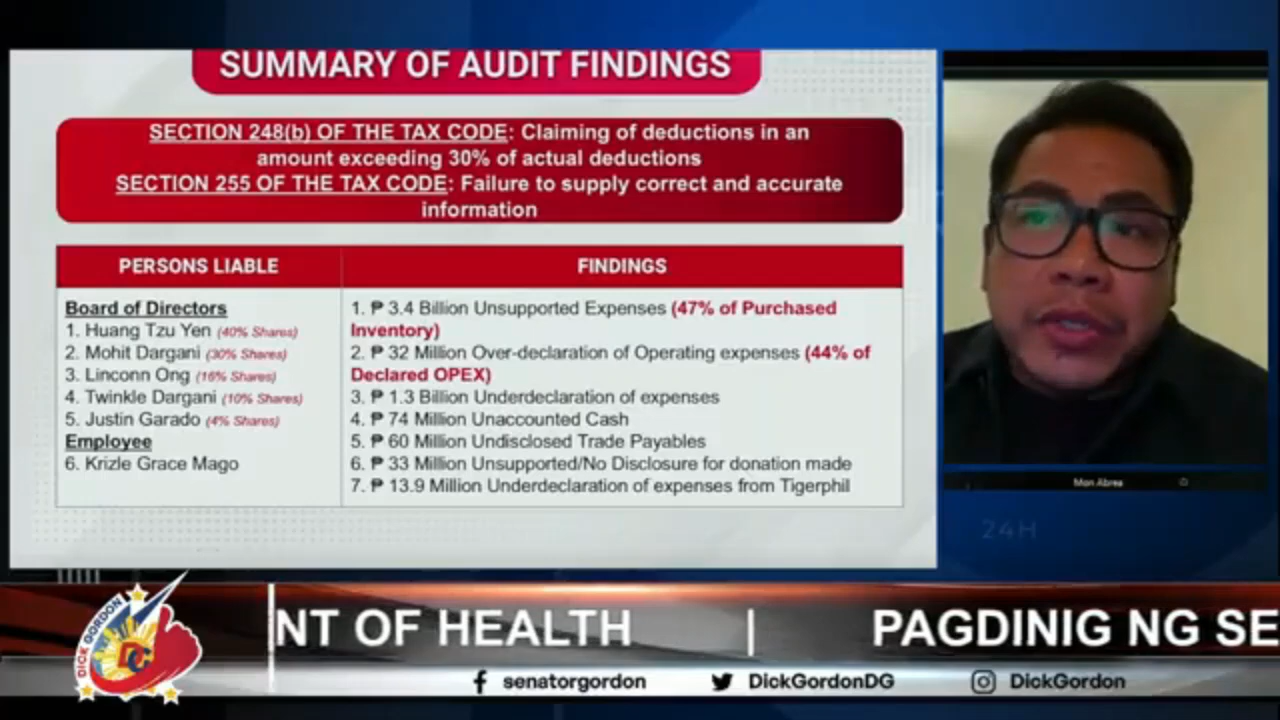 SUMMARY OF AUDIT FINDINGS
SECTION 248(b) OF THE TAX CODE: Claiming of deductions in an
amount exceeding 30% of actual deductions
SECTION 255 OF THE TAX CODE: Failure to supply correct and accurate
information
PERSONS LIABLE
Board of Directors
1. Huang Tzu Yen (40% Shares)
2. Mohit Dargani (30% Shares)
3. Linconn Ong (16% Shares)
4. Twinkle Dargani (10% Shares)
5. Justin Garado (4% Shares)
Employee
6. Krizle Grace Mago
FINDINGS
1. ₱ 3.4 Billion Unsupported Expenses (47% of Purchased
Inventory)
2. ₱ 32 Million Over-declaration of Operating expenses (44% of
Declared OPEX)
3. ₱ 1.3 Billion Underdeclaration of expenses
4. ₱ 74 Million Unaccounted Cash
5. ₱ 60 Million Undisclosed Trade Payables
6. ₱ 33 Million Unsupported/No Disclosure for donation made
7. ₱ 13.9 Million Underdeclaration of expenses from Tigerphil
Mon Abrea
24H
DICK GORDON
DG
NT OF HEALTH | PAGDINIG NG SE
senatorgordon DickGordonDG DickGordon